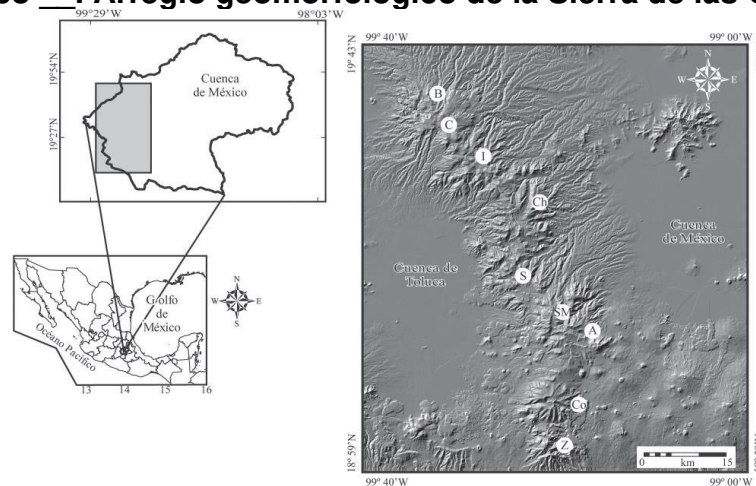 Arreglo geomorfológico de la Sierra de las
99° 29' W
98° 03' W
19° 54' N
19° 27' N
Cuenca
de México
N
W
E
S
Golfo
de
México
Océano Pacífico
13
14
15
16
99° 40' W
99° 00' W
19° 43' N
N
W
E
S
B
C
I
Ch
Cuenca
de México
Cuenca de
Toluca
S
SM
A
Co
Z
0
km
15
18° 59' N
99° 40' W
99° 00' W